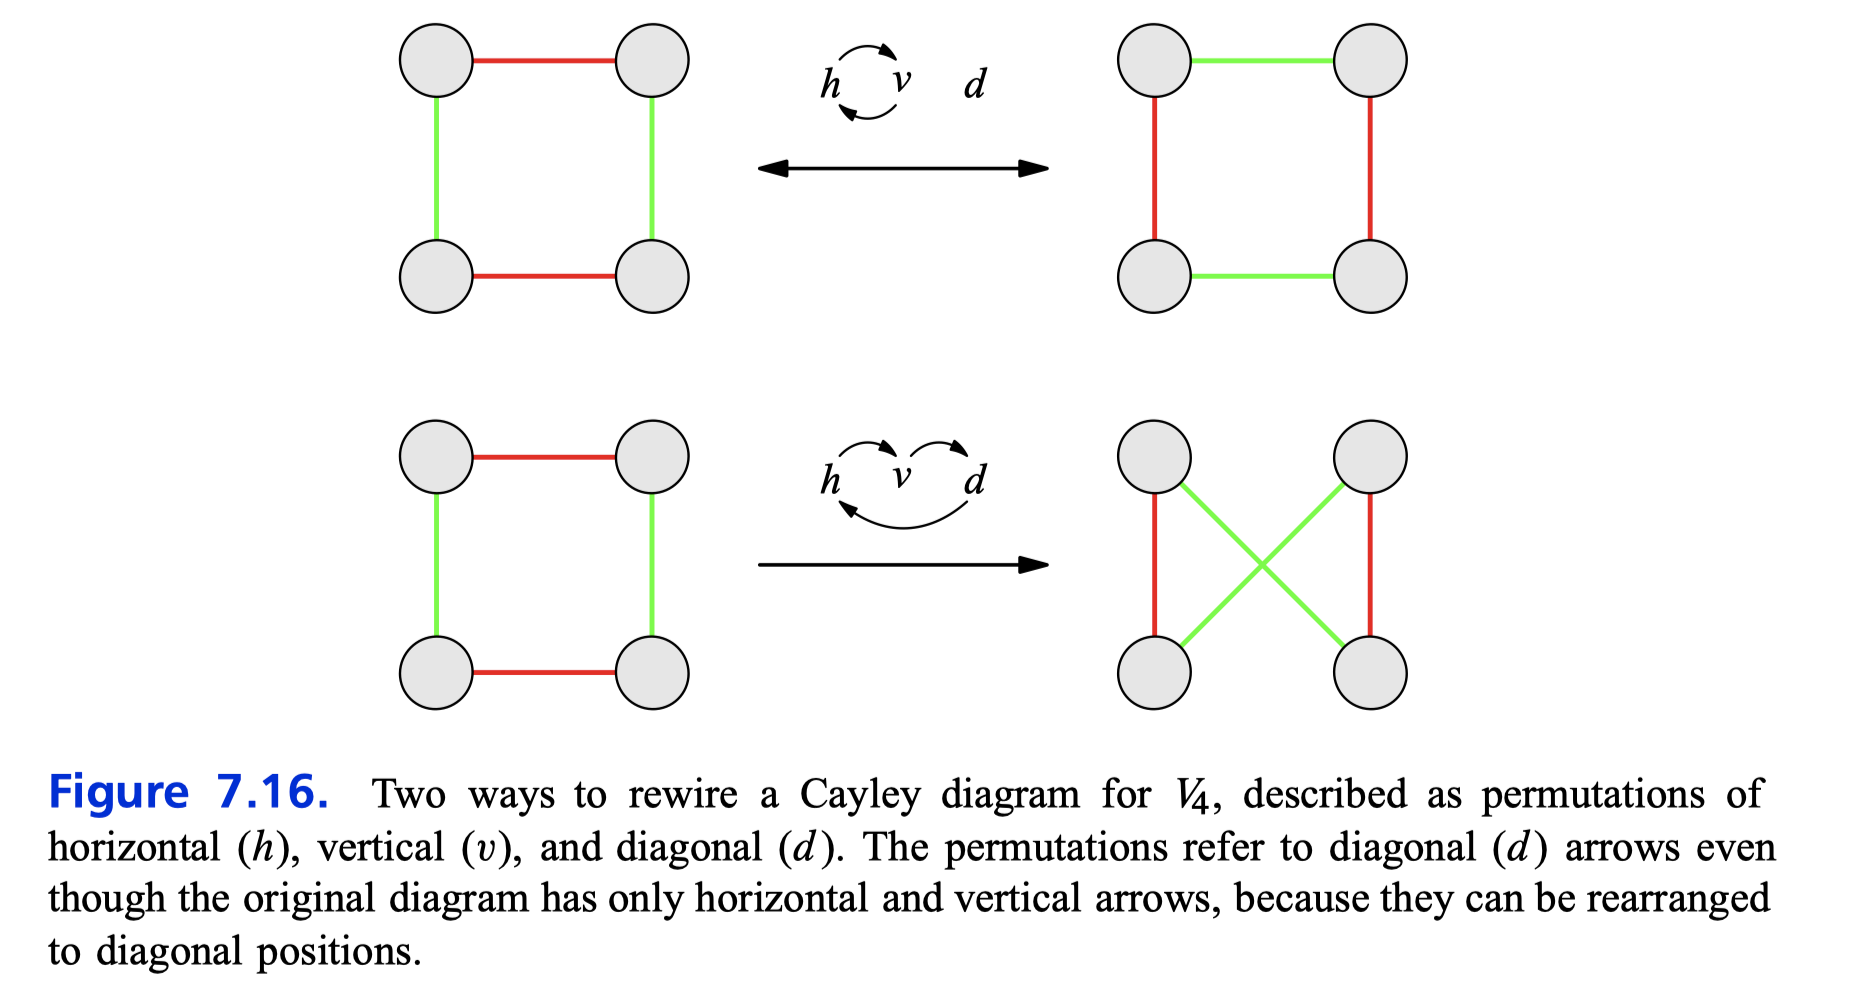 h v d
h v d
Figure 7.16. Two ways to rewire a Cayley diagram for V4, described as permutations of
horizontal (h), vertical (v), and diagonal (d). The permutations refer to diagonal (d) arrows even
though the original diagram has only horizontal and vertical arrows, because they can be rearranged
to diagonal positions.